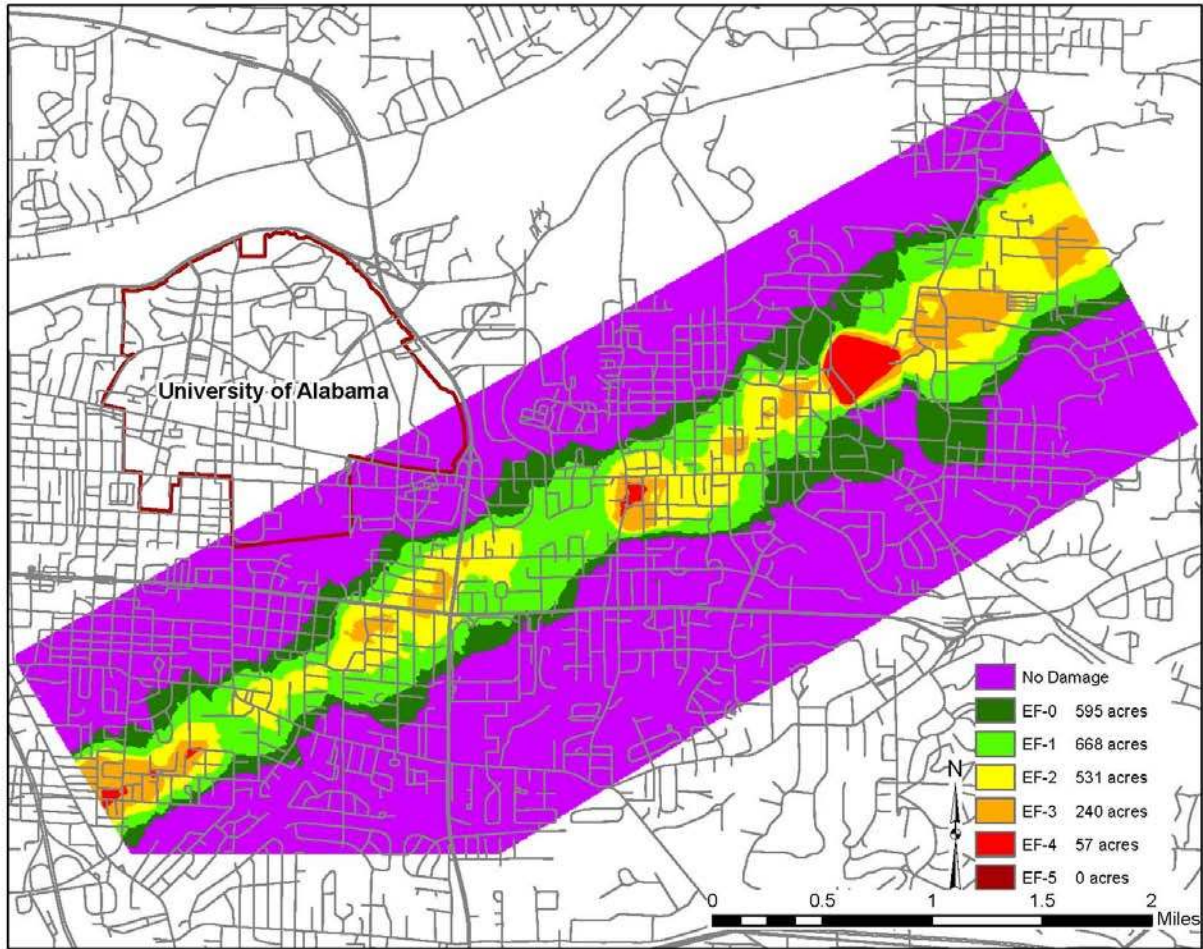 University of Alabama
No Damage
EF-0 595 acres
EF-1 668 acres
EF-2 531 acres
EF-3 240 acres
EF-4 57 acres
EF-5 0 acres
N
0 0.5 1 1.5 2
Miles